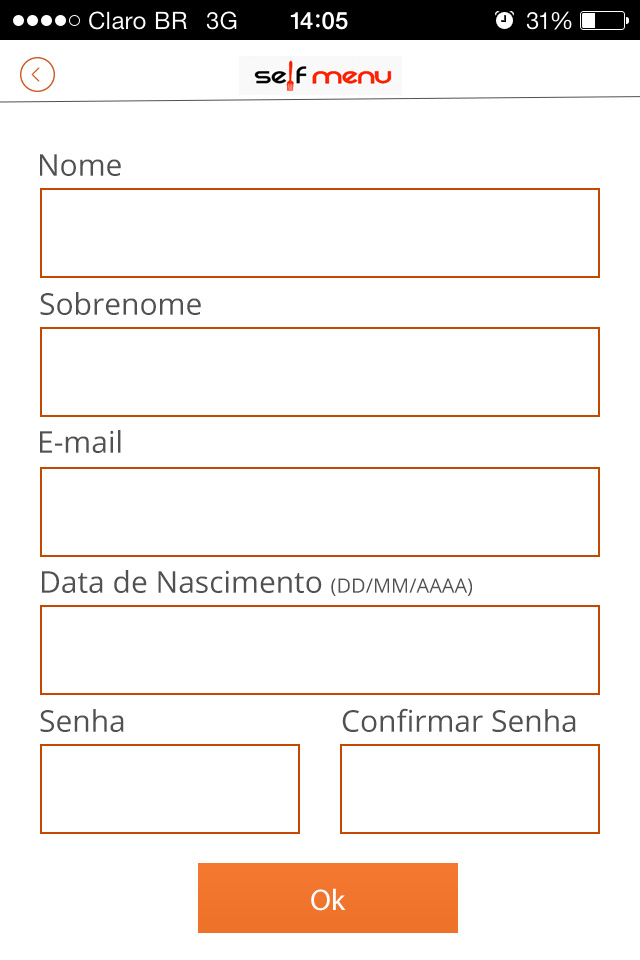 Claro BR 3G 14:05 31%
self menu
Nome
Sobrenome
E-mail
Data de Nascimento (DD/MM/AAAA)
Senha Confirmar Senha
Ok